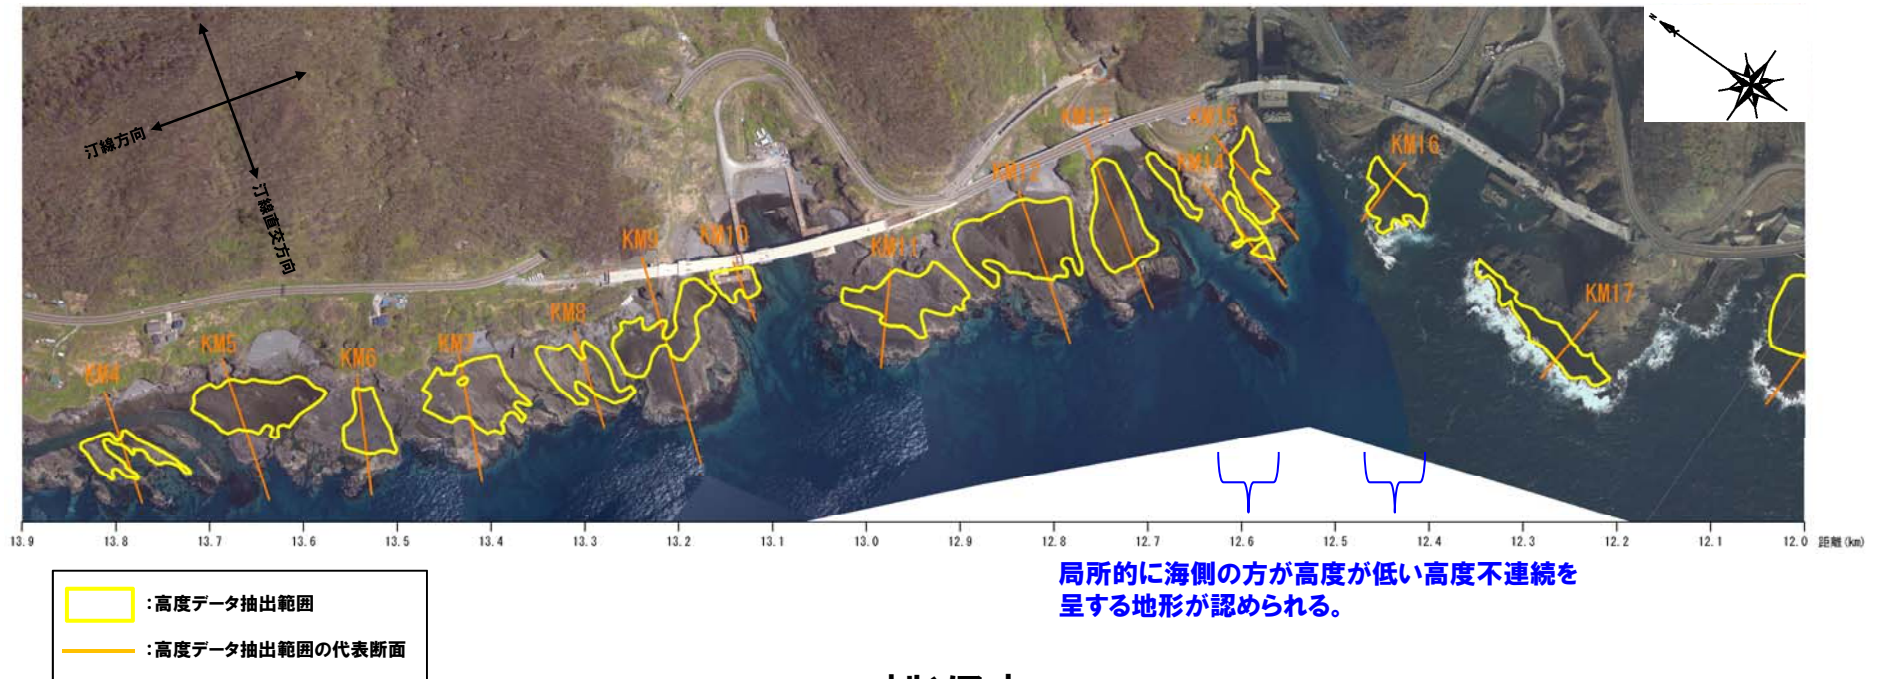 N
汀線方向
汀線直交方向
KM4
KM5
KM6
KM7
KM8
KM9
KM10
KM11
KM12
KM13
KM14
KM15
KM16
KM17
13.9 13.8 13.7 13.6 13.5 13.4 13.3 13.2 13.1 13.0 12.9 12.8 12.7 12.6 12.5 12.4 12.3 12.2 12.1 12.0 距離(km)
局所的に海側の方が高度が低い高度不連続を
呈する地形が認められる。
:高度データ抽出範囲
:高度データ抽出範囲の代表断面